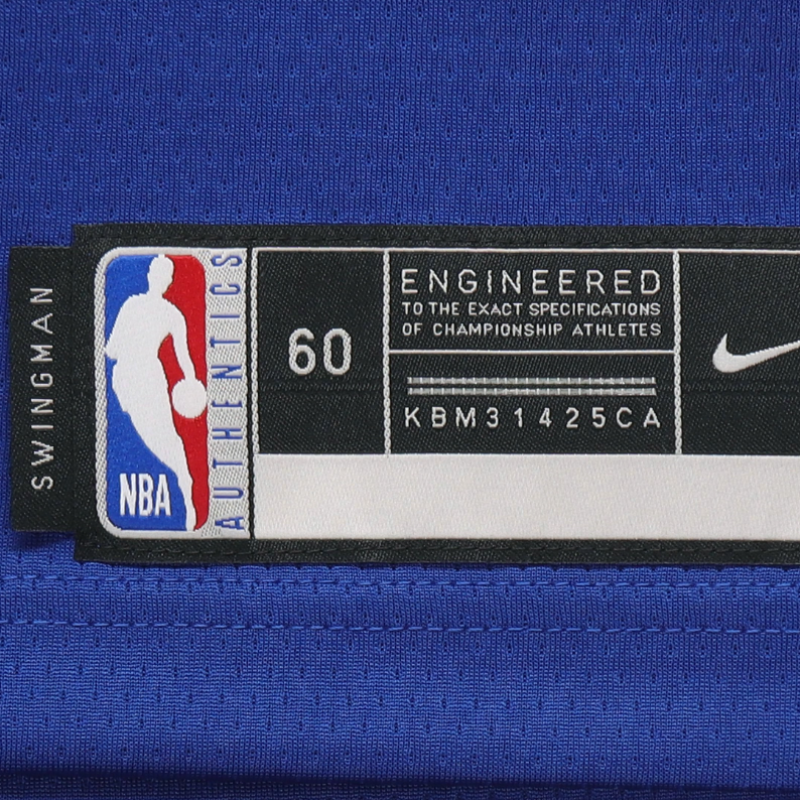 SWINGMAN
NBA
AUTHENTICS
60
ENGINEERED
TO THE EXACT SPECIFICATIONS
OF CHAMPIONSHIP ATHLETES
KBM31425CA